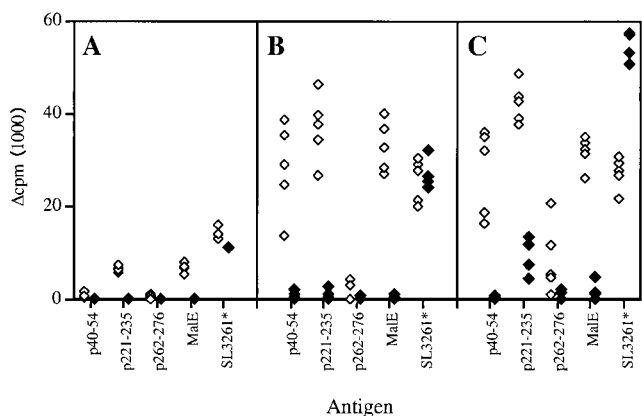 A
B
C
60
40
20
0
Δcpm (1000)
p40-54
p221-235
p262-276
MalE
SL3261*
p40-54
p221-235
p262-276
MalE
SL3261*
p40-54
p221-235
p262-276
MalE
SL3261*
Antigen